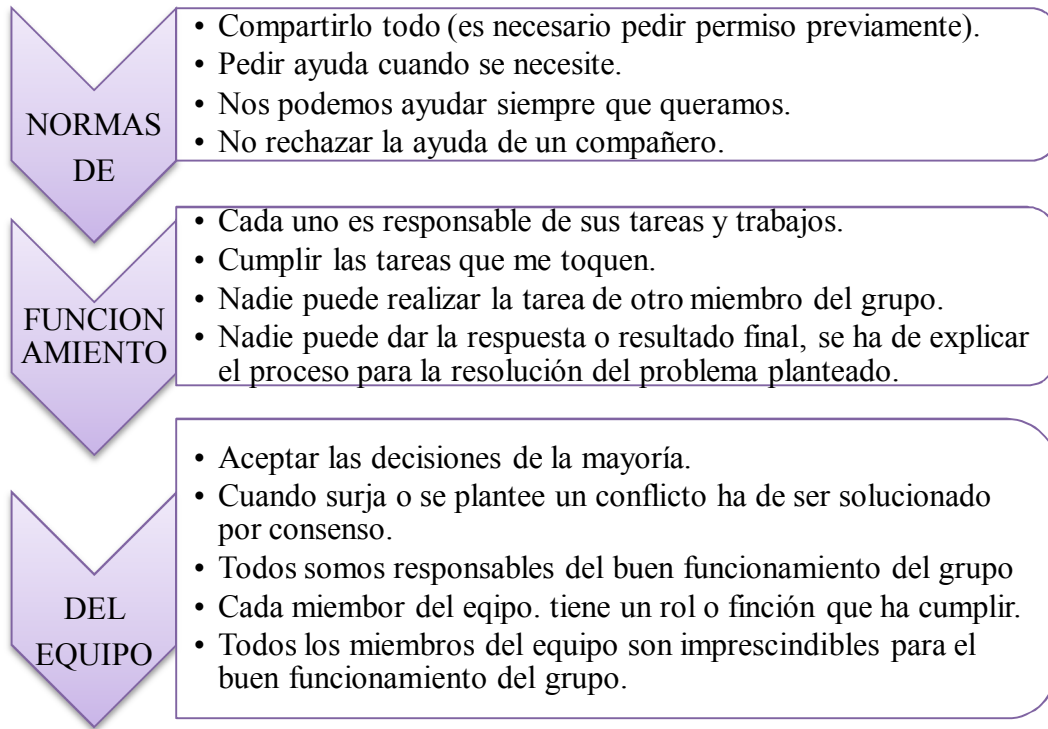 NORMAS
DE
• Compartirlo todo (es necesario pedir permiso previamente).
• Pedir ayuda cuando se necesite.
• Nos podemos ayudar siempre que queramos.
• No rechazar la ayuda de un compañero.
FUNCION
AMIENTO
• Cada uno es responsable de sus tareas y trabajos.
• Cumplir las tareas que me toquen.
• Nadie puede realizar la tarea de otro miembro del grupo.
• Nadie puede dar la respuesta o resultado final, se ha de explicar
el proceso para la resolución del problema planteado.
DEL
EQUIPO
• Aceptar las decisiones de la mayoría.
• Cuando surja o se plantee un conflicto ha de ser solucionado
por consenso.
• Todos somos responsables del buen funcionamiento del grupo
• Cada miembor del eqipo. tiene un rol o finción que ha cumplir.
• Todos los miembros del equipo son imprescindibles para el
buen funcionamiento del grupo.